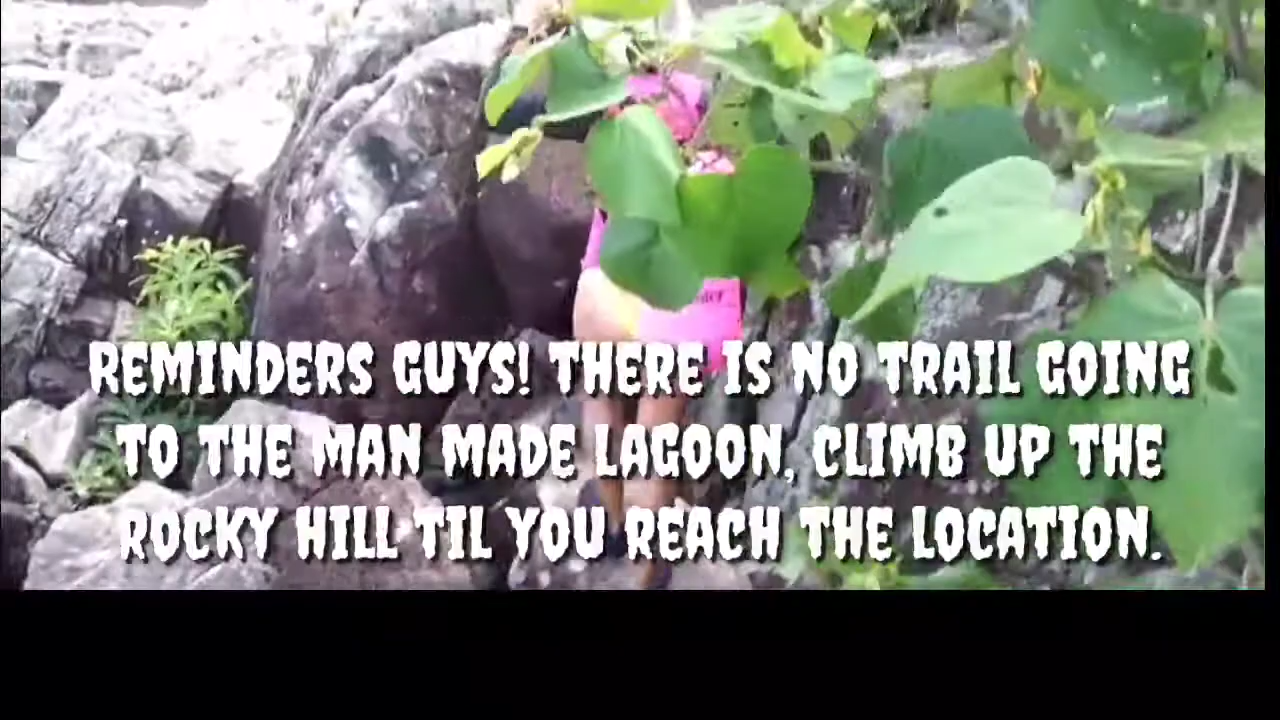 REMINDERS GUYS! THERE IS NO TRAIL GOING
TO THE MAN MADE LAGOON, CLIMB UP THE
ROCKY HILL TIL YOU REACH THE LOCATION.